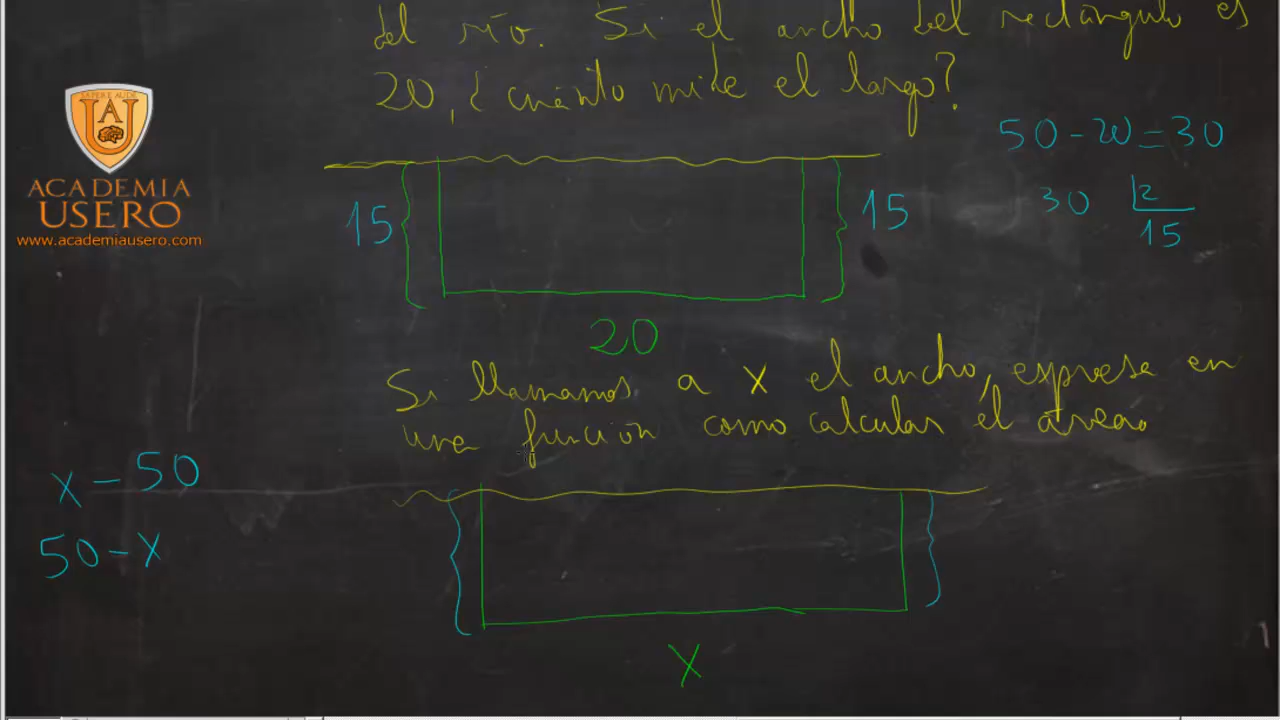 del río. Si el ancho del rectángulo es
20, ¿cuánto mide el largo?
SAPERE AUDE
UA
ACADEMIA
USERO
www.academiausero.com
50-20=30
30 2
15
15
15
20
Si llamamos a x el ancho, exprese en
una función como calcular el área.
x-50
50-x
x